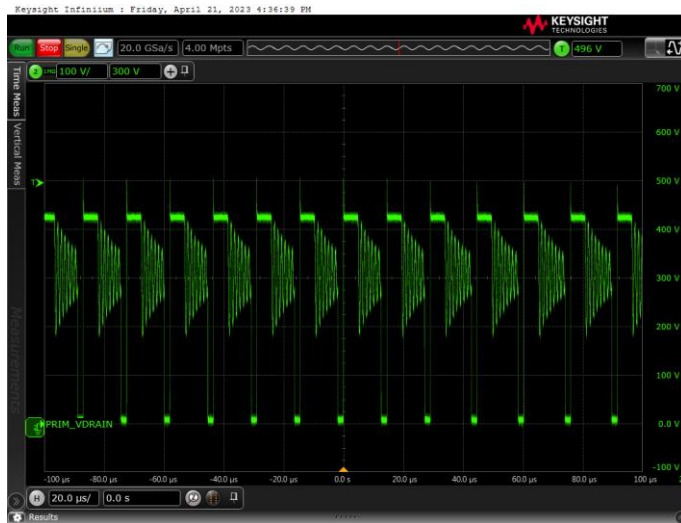 Keysight Infiniium : Friday, April 21, 2023 4:36:39 PM
KEYSIGHT
TECHNOLOGIES
Run Stop Single 20.0 GSa/s 4.00 Mpts T 496 V
2 1MΩ 100 V/ 300 V
Time Meas
Vertical Meas
Measurements
700 V
600 V
T 500 V
400 V
300 V
200 V
100 V
PRIM_VDRAIN 0.0 V
-100 V
-100 µs -80.0 µs -60.0 µs -40.0 µs -20.0 µs 0.0 s 20.0 µs 40.0 µs 60.0 µs 80.0 µs 100 µs
H 20.0 µs/ 0.0 s
Results